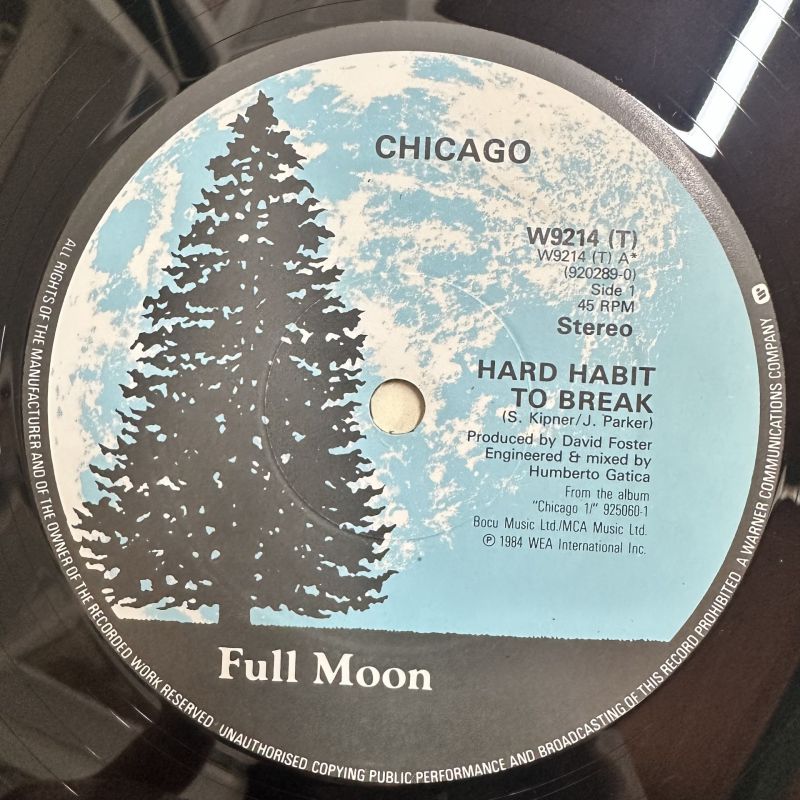 CHICAGO
W9214 (T)
W9214 (T) A*
(920289-0)
Side 1
45 RPM
Stereo
HARD HABIT
TO BREAK
(S. Kipner/J. Parker)
Produced by David Foster
Engineered & mixed by
Humberto Gatica
From the album
"Chicago 1/" 925060-1
Bocu Music Ltd./MCA Music Ltd.
℗ 1984 WEA International Inc.
Full Moon
ALL RIGHTS OF THE MANUFACTURER AND OF THE OWNER OF THE RECORDED WORK RESERVED UNAUTHORISED COPYING PUBLIC PERFORMANCE AND BROADCASTING OF THIS RECORD PROHIBITED A WARNER COMMUNICATIONS COMPANY